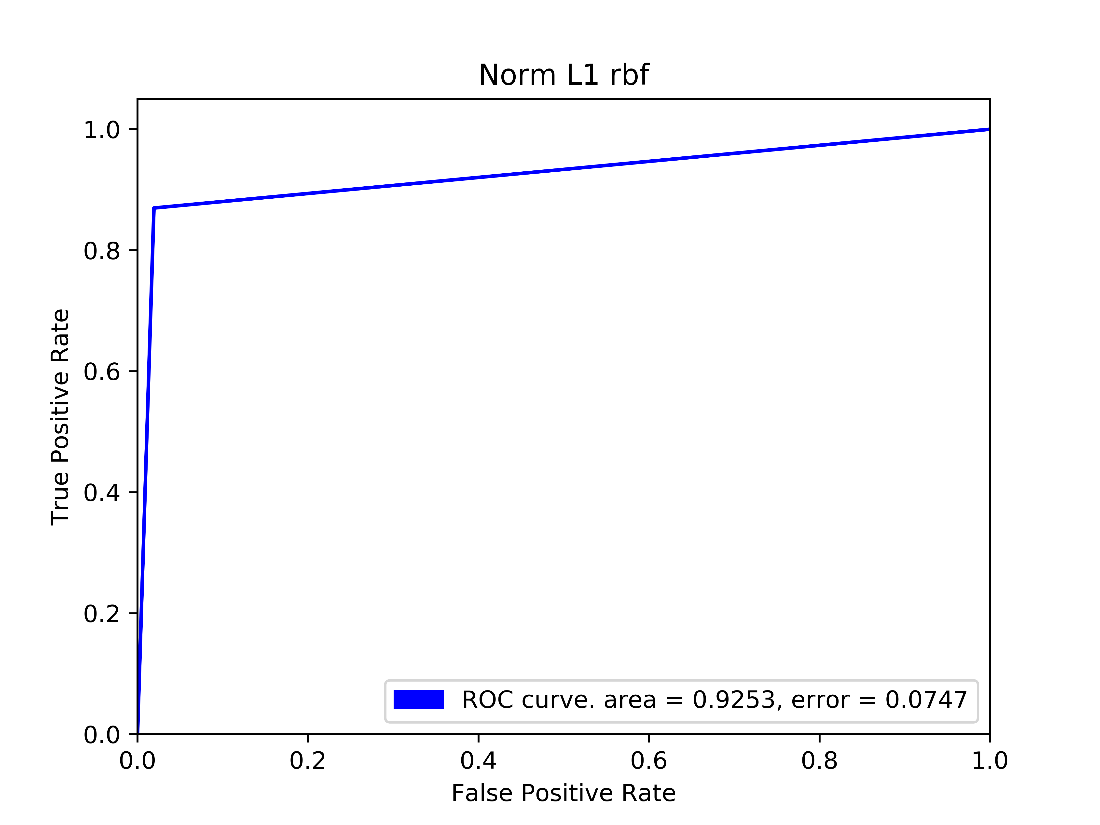 Norm L1 rbf
1.0
0.8
0.6
0.4
0.2
0.0
True Positive Rate
ROC curve. area = 0.9253, error = 0.0747
0.0 0.2 0.4 0.6 0.8 1.0
False Positive Rate